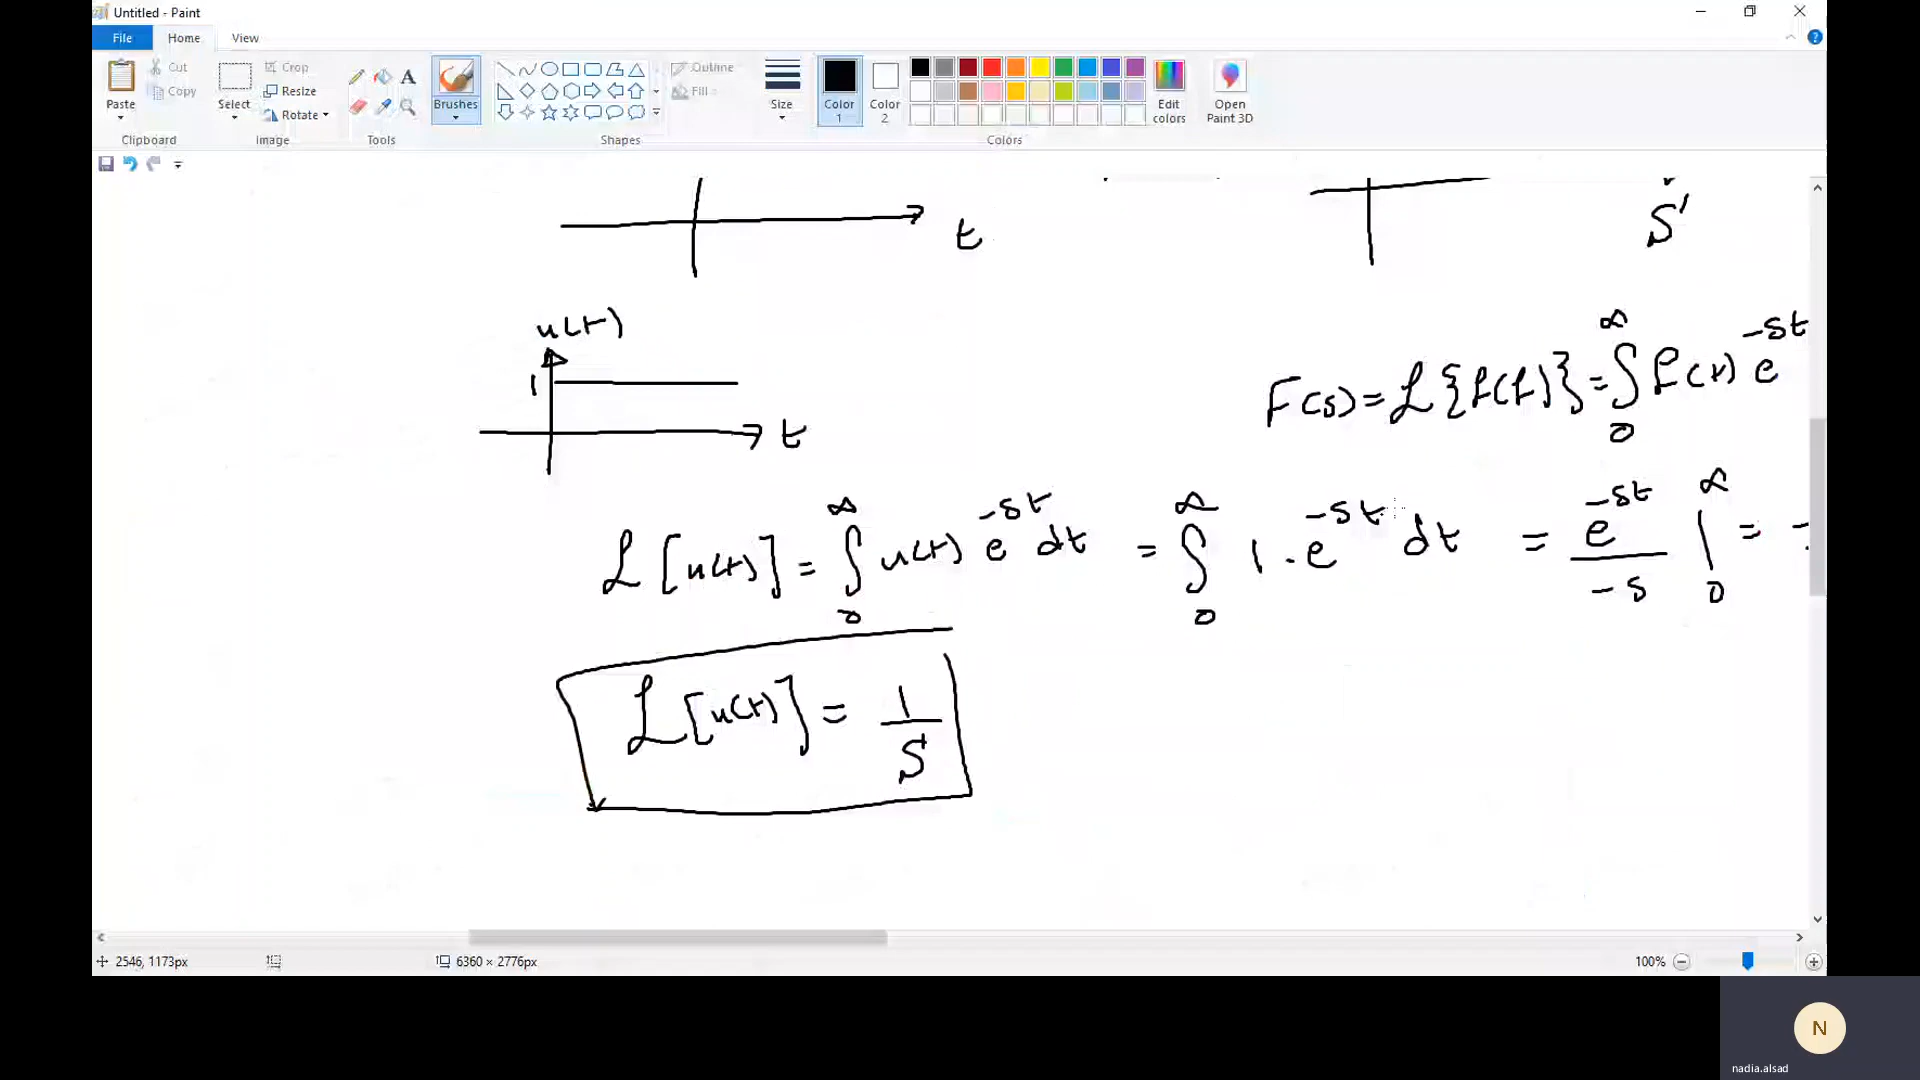 Untitled - Paint
File Home View
Paste
Cut
Copy
Clipboard
Select
Crop
Resize
Rotate
Image
A
Tools
Brushes
Shapes
Outline
Fill
Size
Color 1
Color 2
Edit colors
Open Paint 3D
Colors
t
S
u(t)
1
t
F(s) = ℒ{f(t)} = ∫₀^∞ f(t) e^{-st}
ℒ[u(t)] = ∫₀^∞ u(t) e^{-st} dt = ∫₀^∞ 1 . e^{-st} dt = e^{-st}/-s |₀^∞ = -
ℒ[u(t)] = 1/S
2546, 1173px
6360 × 2776px
100%
N
nadia.alsad